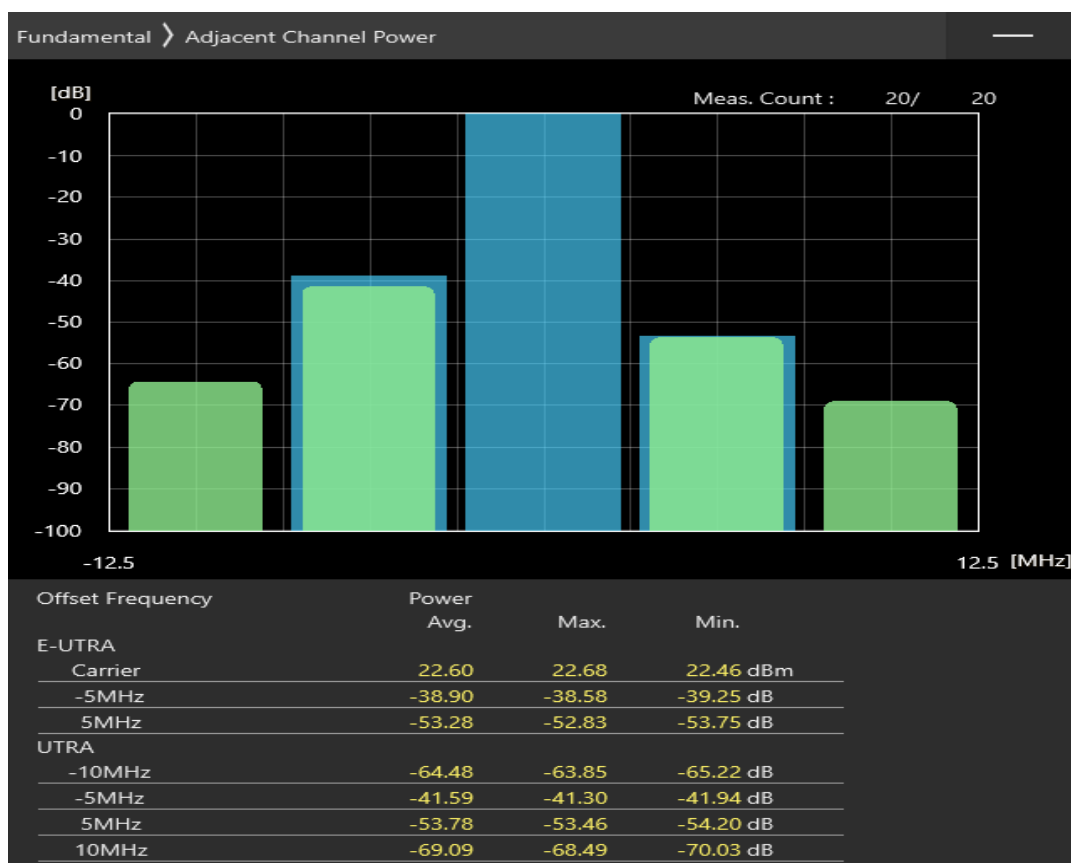 Fundamental ❯ Adjacent Channel Power
[dB]
Meas. Count : 20/ 20
0
-10
-20
-30
-40
-50
-60
-70
-80
-90
-100
-12.5 12.5 [MHz]
Offset Frequency Power
Avg. Max. Min.
E-UTRA
Carrier 22.60 22.68 22.46 dBm
-5MHz -38.90 -38.58 -39.25 dB
5MHz -53.28 -52.83 -53.75 dB
UTRA
-10MHz -64.48 -63.85 -65.22 dB
-5MHz -41.59 -41.30 -41.94 dB
5MHz -53.78 -53.46 -54.20 dB
10MHz -69.09 -68.49 -70.03 dB